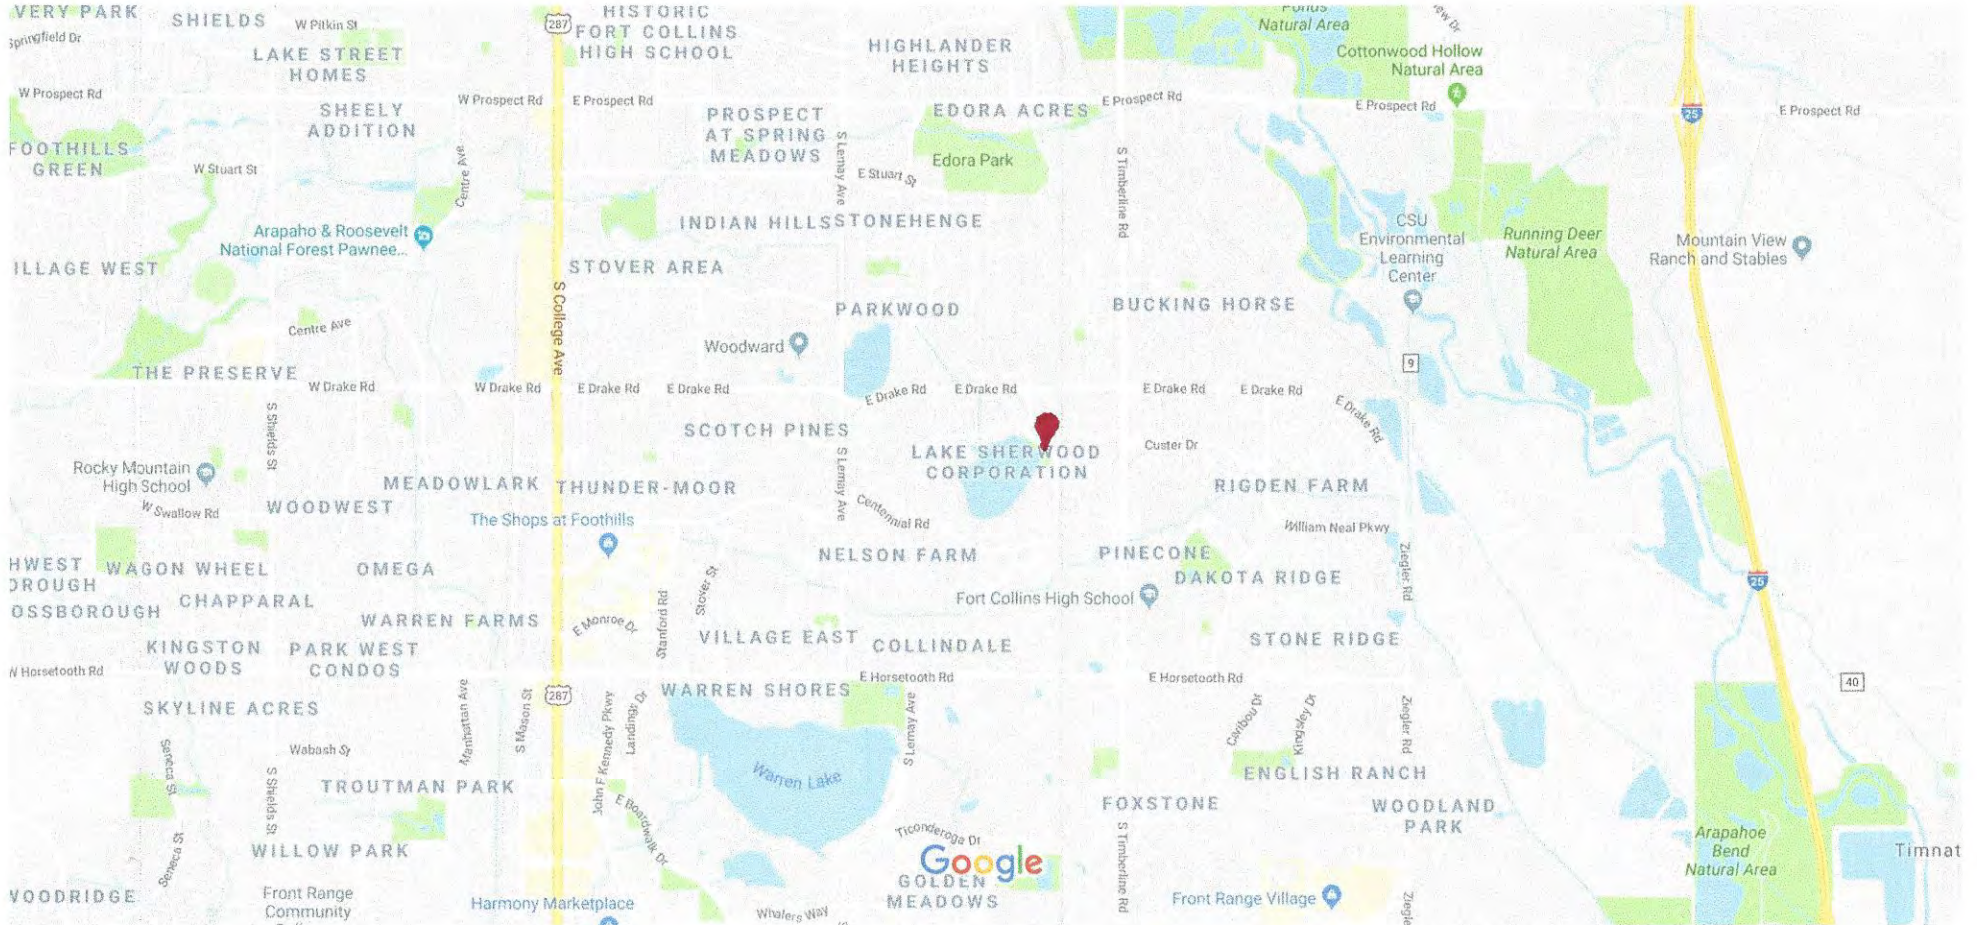 VERY PARK
SHIELDS
W Pitkin St
287
HISTORIC
FORT COLLINS
HIGH SCHOOL
Natural Area
Springfield Dr
LAKE STREET
HOMES
HIGHLANDER
HEIGHTS
Cottonwood Hollow
Natural Area
W Prospect Rd
SHEELY
ADDITION
W Prospect Rd
E Prospect Rd
PROSPECT
AT SPRING
MEADOWS
EDORA ACRES
E Prospect Rd
E Prospect Rd
25
E Prospect Rd
FOOTHILLS
GREEN
W Stuart St
Centre Ave
S Lemay Ave
E Stuart St
Edora Park
S Timberline Rd
Arapaho & Roosevelt
National Forest Pawnee...
INDIAN HILLS
STONEHENGE
CSU
Environmental
Learning
Center
Running Deer
Natural Area
Mountain View
Ranch and Stables
ILLAGE WEST
STOVER AREA
S College Ave
PARKWOOD
BUCKING HORSE
Centre Ave
Woodward
9
THE PRESERVE
W Drake Rd
W Drake Rd
E Drake Rd
E Drake Rd
E Drake Rd
E Drake Rd
E Drake Rd
E Drake Rd
E Drake Rd
S Shields St
SCOTCH PINES
LAKE SHERWOOD
CORPORATION
Custer Dr
Rocky Mountain
High School
W Swallow Rd
WOODWEST
MEADOWLARK
THUNDER-MOOR
S Lemay Ave
Centennial Rd
RIGDEN FARM
The Shops at Foothills
William Neal Pkwy
HWEST
OROUGH
WAGON WHEEL
OMEGA
NELSON FARM
PINECONE
DAKOTA RIDGE
Ziegler Rd
25
OSSBOROUGH
CHAPPARAL
WARREN FARMS
E Monroe Dr
Stanford Rd
Stover St
Fort Collins High School
KINGSTON
WOODS
PARK WEST
CONDOS
VILLAGE EAST
COLLINDALE
STONE RIDGE
W Horsetooth Rd
E Horsetooth Rd
E Horsetooth Rd
40
SKYLINE ACRES
Manhattan Ave
S Mason St
287
John F Kennedy Pkwy
Landings Dr
WARREN SHORES
S Lemay Ave
Caribou Dr
Kingsley Dr
Ziegler Rd
Seneca St
Wabash St
S Shields St
TROUTMAN PARK
Warren Lake
ENGLISH RANCH
E Boardwalk Dr
FOXSTONE
WOODLAND
PARK
Ticonderoga Dr
S Timberline Rd
Arapahoe
Bend
Natural Area
Timnat
Seneca St
WILLOW PARK
Google
GOLDEN
MEADOWS
WOODRIDGE
Front Range
Community
Harmony Marketplace
Whalers Way
Front Range Village